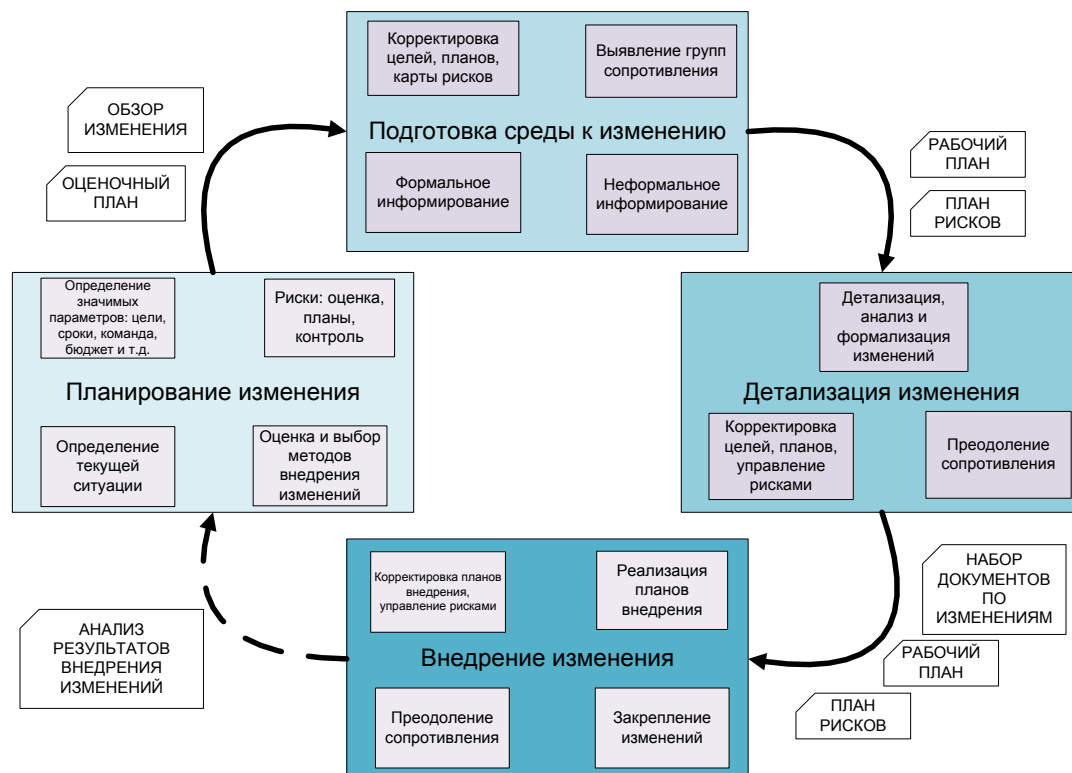 Корректировка
целей, планов,
карты рисков
Выявление групп
сопротивления
Подготовка среды к изменению
Формальное
информирование
Неформальное
информирование
ОБЗОР
ИЗМЕНЕНИЯ
ОЦЕНОЧНЫЙ
ПЛАН
РАБОЧИЙ
ПЛАН
ПЛАН
РИСКОВ
Определение
значимых
параметров: цели,
сроки, команда,
бюджет и т.д.
Риски: оценка,
планы,
контроль
Планирование изменения
Определение
текущей
ситуации
Оценка и выбор
методов
внедрения
изменений
Детализация,
анализ и
формализация
изменений
Детализация изменения
Корректировка
целей, планов,
управление
рисками
Преодоление
сопротивления
НАБОР
ДОКУМЕНТОВ
ПО
ИЗМЕНЕНИЯМ
РАБОЧИЙ
ПЛАН
ПЛАН
РИСКОВ
Корректировка планов
внедрения,
управление рисками
Реализация
планов
внедрения
Внедрение изменения
Преодоление
сопротивления
Закрепление
изменений
АНАЛИЗ
РЕЗУЛЬТАТОВ
ВНЕДРЕНИЯ
ИЗМЕНЕНИЙ